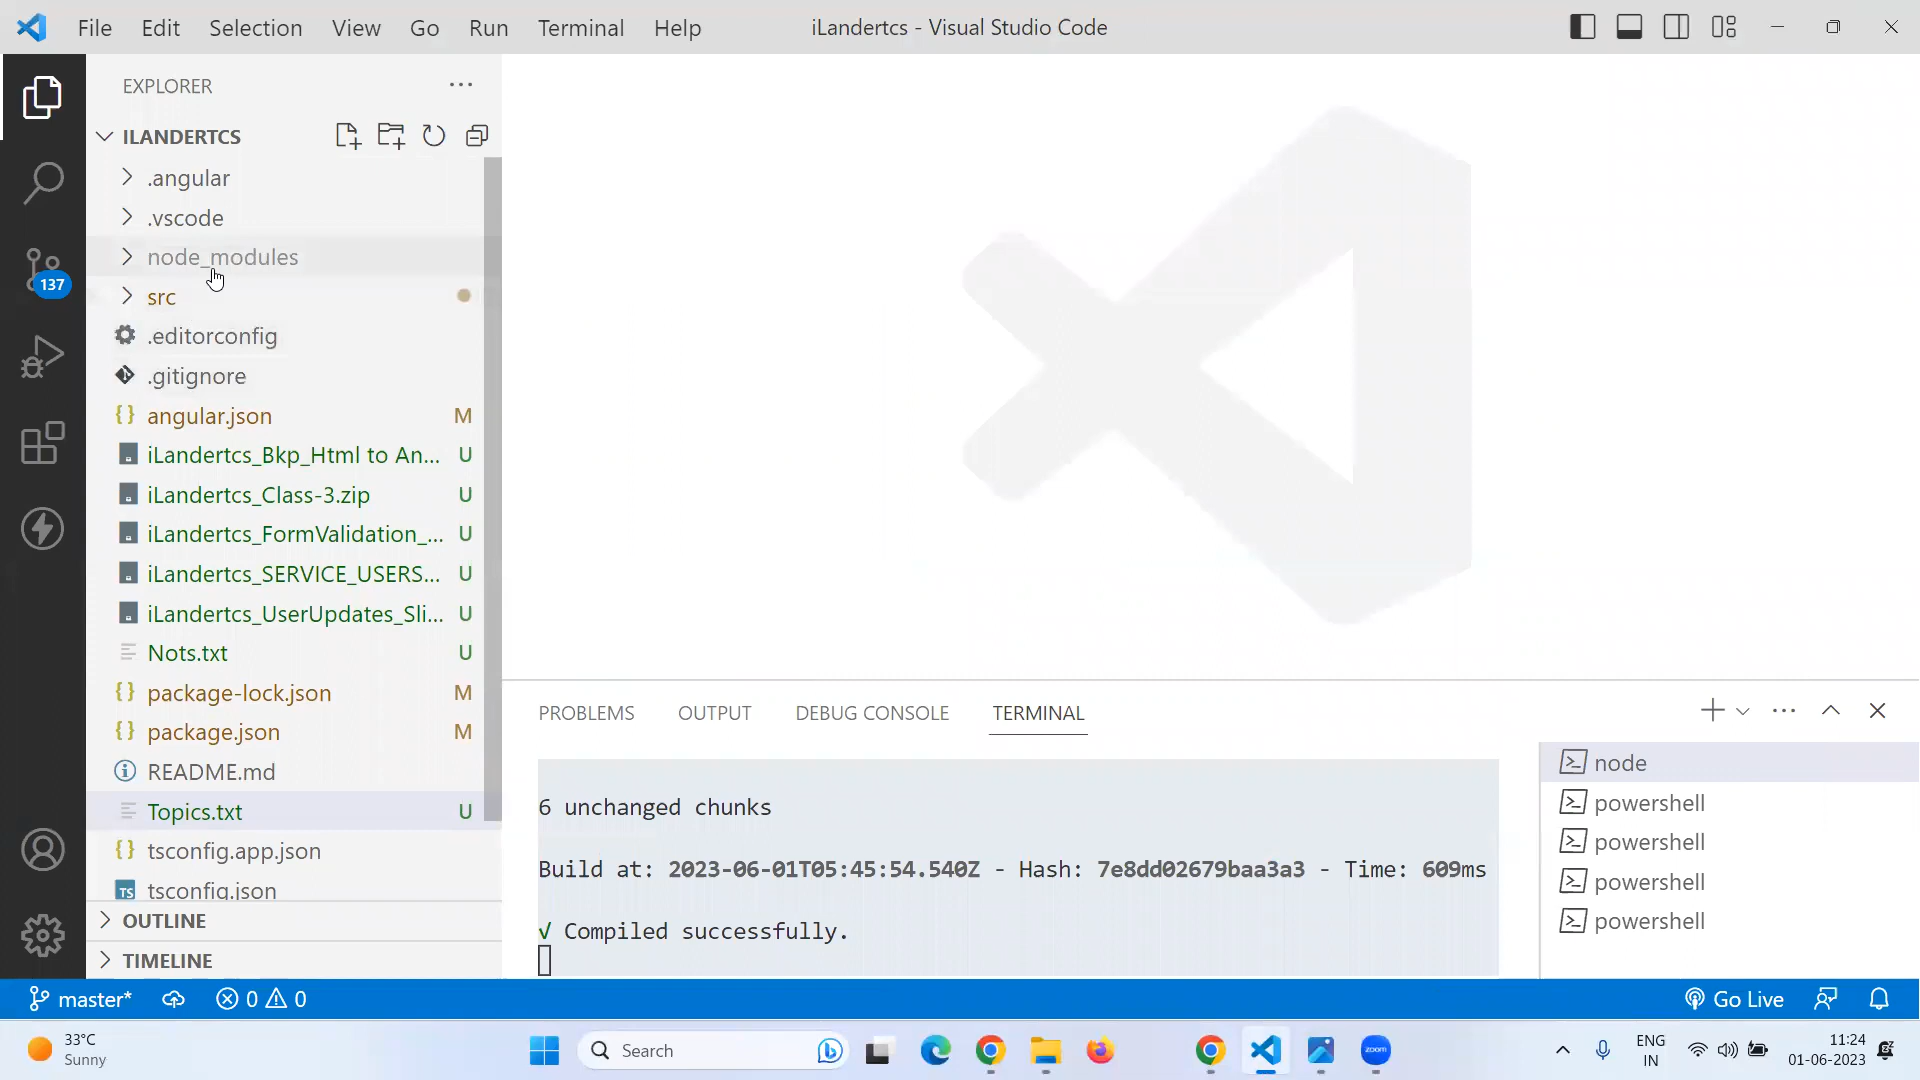 File Edit Selection View Go Run Terminal Help
iLandertcs - Visual Studio Code
EXPLORER
ILANDERTCS
.angular
.vscode
node_modules
src
.editorconfig
.gitignore
angular.json M
iLandertcs_Bkp_Html to An... U
iLandertcs_Class-3.zip U
iLandertcs_FormValidation_... U
iLandertcs_SERVICE_USERS... U
iLandertcs_UserUpdates_Sli... U
Nots.txt U
package-lock.json M
package.json M
README.md
Topics.txt U
tsconfig.app.json
TS tsconfig.json
OUTLINE
TIMELINE
137
PROBLEMS OUTPUT DEBUG CONSOLE TERMINAL
6 unchanged chunks
Build at: 2023-06-01T05:45:54.540Z - Hash: 7e8dd02679baa3a3 - Time: 609ms
√ Compiled successfully.
node
powershell
powershell
powershell
powershell
master* 0 0
Go Live
33°C
Sunny
Search
zoom
ENG
IN
11:24
01-06-2023